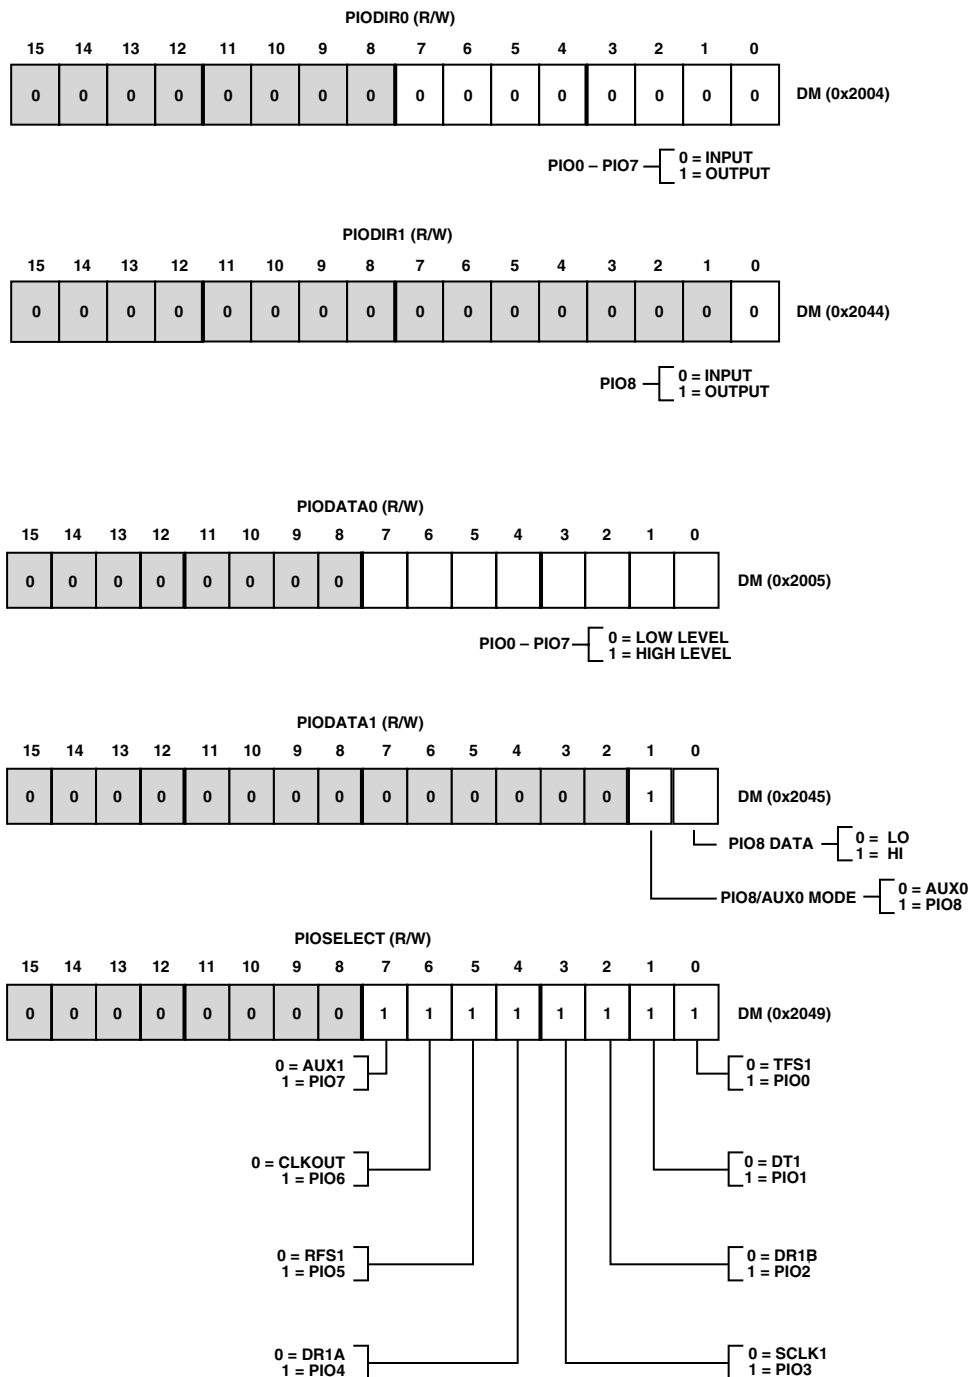 PIODIR0 (R/W)
15 14 13 12 11 10 9 8 7 6 5 4 3 2 1 0
0 0 0 0 0 0 0 0 0 0 0 0 0 0 0 0 DM (0x2004)
PIO0 – PIO7 0 = INPUT
1 = OUTPUT
PIODIR1 (R/W)
15 14 13 12 11 10 9 8 7 6 5 4 3 2 1 0
0 0 0 0 0 0 0 0 0 0 0 0 0 0 0 0 DM (0x2044)
PIO8 0 = INPUT
1 = OUTPUT
PIODATA0 (R/W)
15 14 13 12 11 10 9 8 7 6 5 4 3 2 1 0
0 0 0 0 0 0 0 0 DM (0x2005)
PIO0 – PIO7 0 = LOW LEVEL
1 = HIGH LEVEL
PIODATA1 (R/W)
15 14 13 12 11 10 9 8 7 6 5 4 3 2 1 0
0 0 0 0 0 0 0 0 0 0 0 0 0 0 1 DM (0x2045)
PIO8 DATA 0 = LO
1 = HI
PIO8/AUX0 MODE 0 = AUX0
1 = PIO8
PIOSELECT (R/W)
15 14 13 12 11 10 9 8 7 6 5 4 3 2 1 0
0 0 0 0 0 0 0 0 1 1 1 1 1 1 1 1 DM (0x2049)
0 = AUX1 0 = TFS1
1 = PIO7 1 = PIO0
0 = CLKOUT 0 = DT1
1 = PIO6 1 = PIO1
0 = RFS1 0 = DR1B
1 = PIO5 1 = PIO2
0 = DR1A 0 = SCLK1
1 = PIO4 1 = PIO3